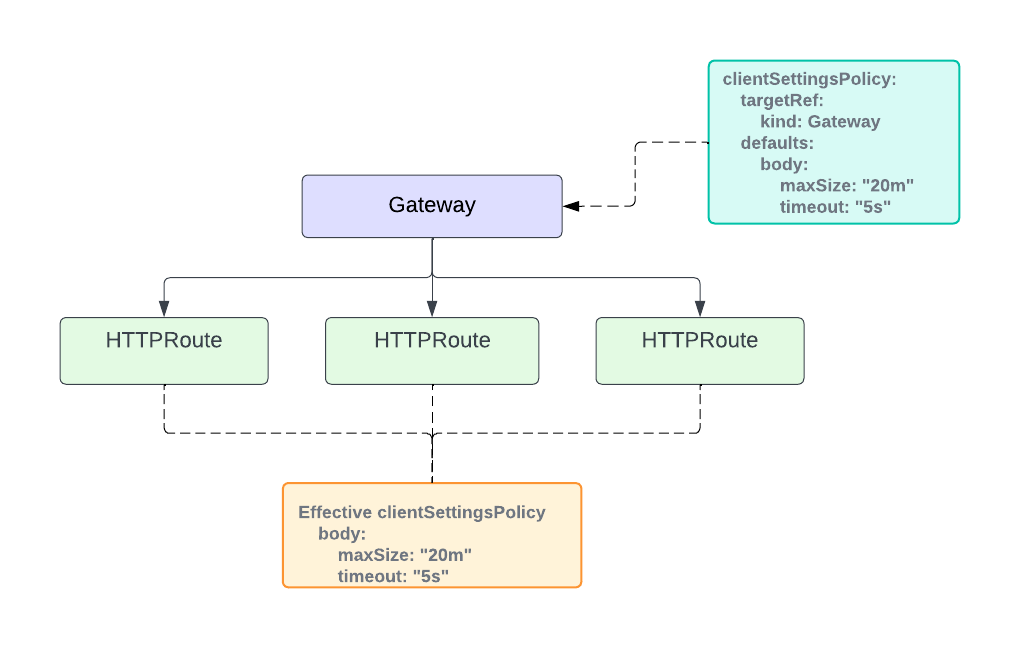 clientSettingsPolicy:
targetRef:
kind: Gateway
defaults:
body:
maxSize: "20m"
timeout: "5s"
Gateway
HTTPRoute
HTTPRoute
HTTPRoute
Effective clientSettingsPolicy
body:
maxSize: "20m"
timeout: "5s"